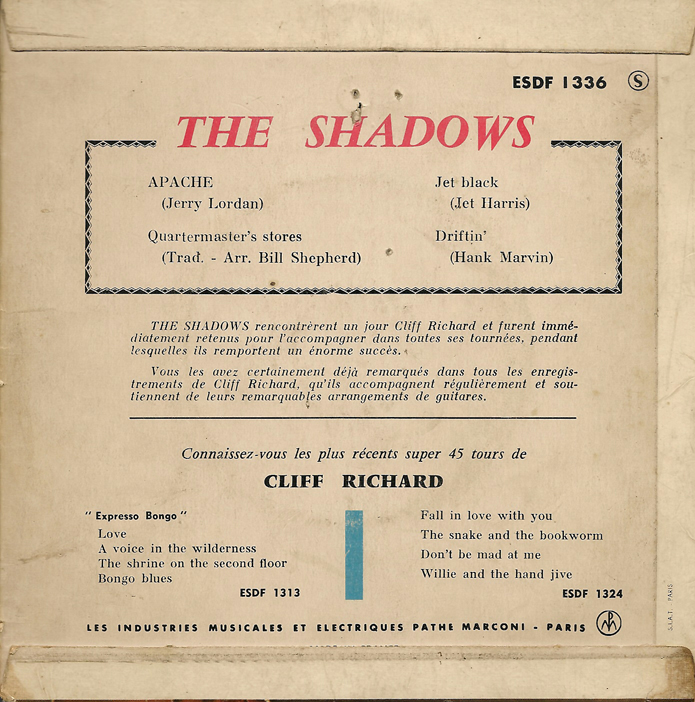 ESDF 1336 S
THE SHADOWS
APACHE
(Jerry Lordan)
Quartermaster's stores
(Trad. - Arr. Bill Shepherd)
Jet black
(Jet Harris)
Driftin'
(Hank Marvin)
THE SHADOWS rencontrèrent un jour Cliff Richard et furent immé-
diatement retenus pour l'accompagner dans toutes ses tournées, pendant
lesquelles ils remportent un énorme succès.
Vous les avez certainement déjà remarqués dans tous les enregis-
trements de Cliff Richard, qu'ils accompagnent régulièrement et sou-
tiennent de leurs remarquables arrangements de guitares.
Connaissez-vous les plus récents super 45 tours de
CLIFF RICHARD
"Expresso Bongo"
Love
A voice in the wilderness
The shrine on the second floor
Bongo blues
ESDF 1313
Fall in love with you
The snake and the bookworm
Don't be mad at me
Willie and the hand jive
ESDF 1324
LES INDUSTRIES MUSICALES ET ELECTRIQUES PATHE MARCONI - PARIS
S.I.A.T. PARIS